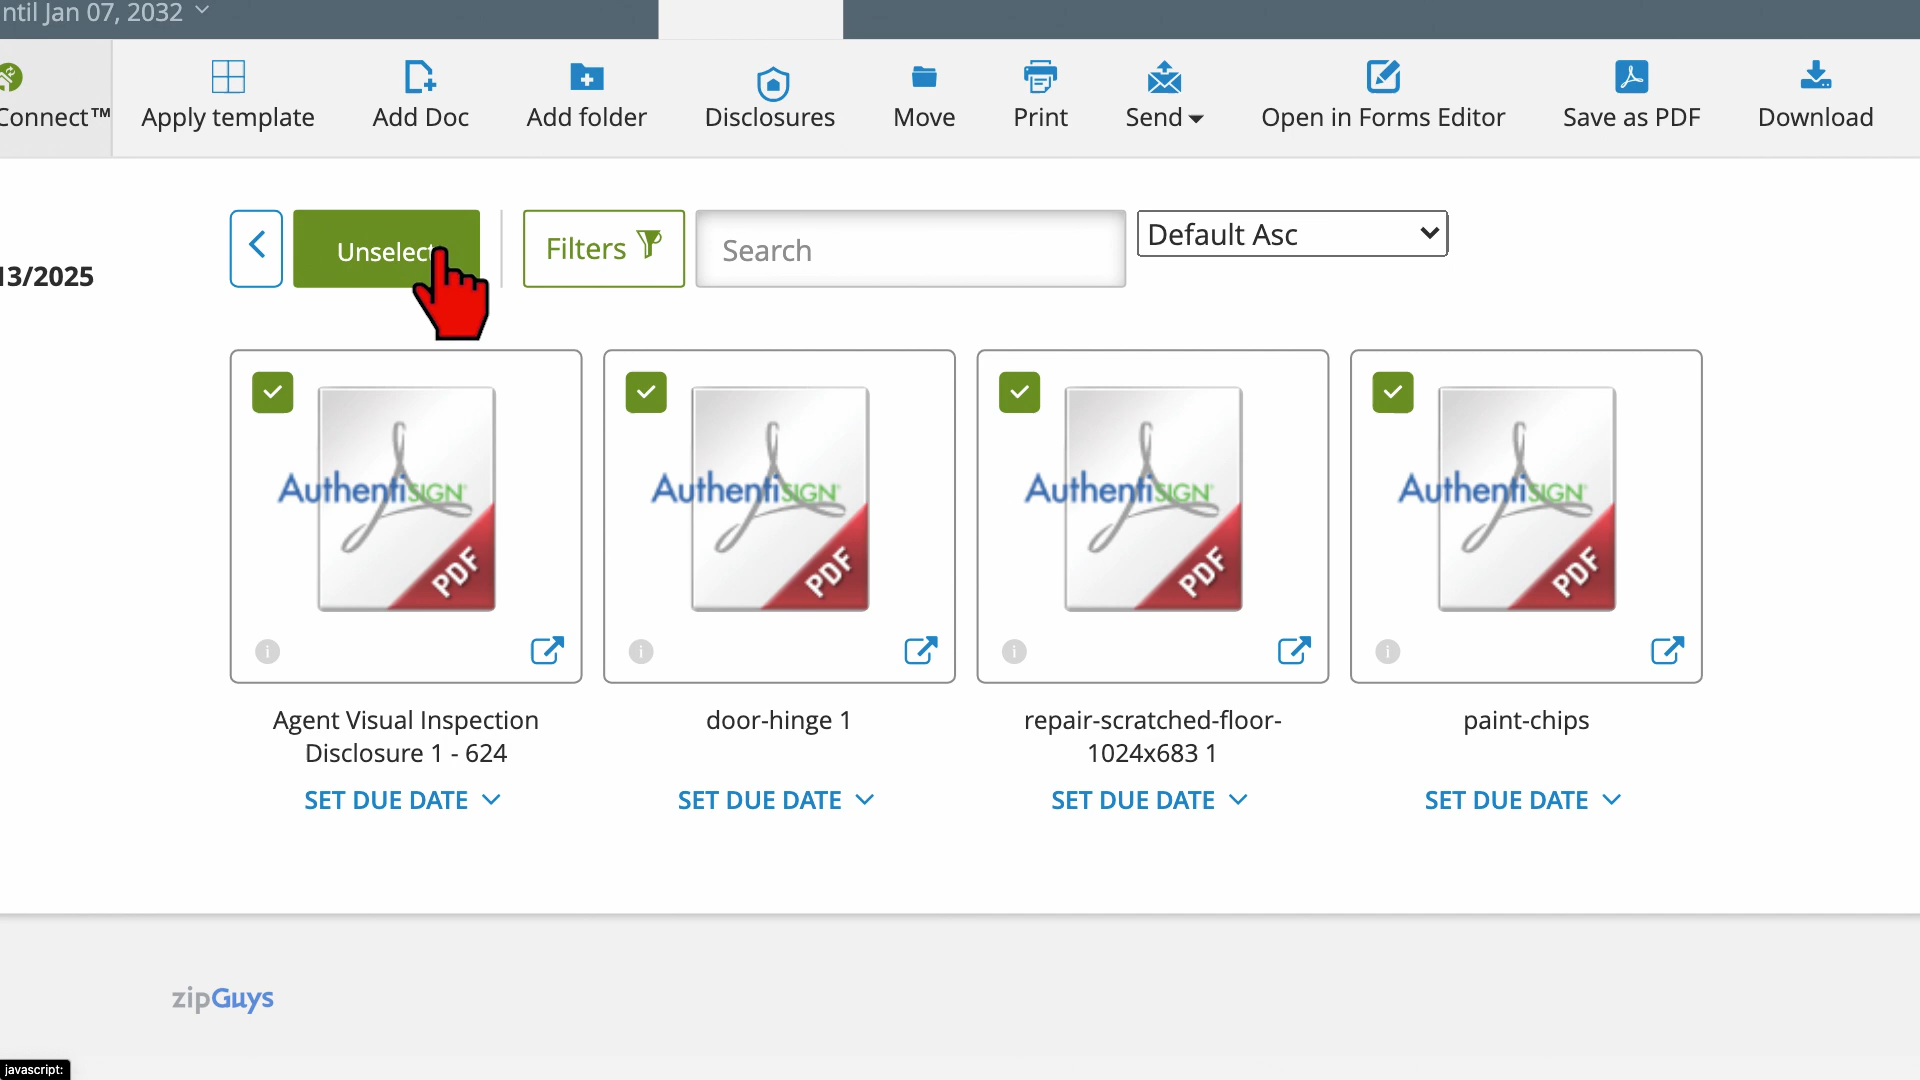 ntil Jan 07, 2032
Connect™
Apply template
Add Doc
Add folder
Disclosures
Move
Print
Send
Open in Forms Editor
Save as PDF
Download
13/2025
Unselect
Filters
Search
Default Asc
AuthentiSIGN®
PDF
AuthentiSIGN®
PDF
AuthentiSIGN®
PDF
AuthentiSIGN®
PDF
Agent Visual Inspection
Disclosure 1 - 624
door-hinge 1
repair-scratched-floor-
1024x683 1
paint-chips
SET DUE DATE
SET DUE DATE
SET DUE DATE
SET DUE DATE
zipGuys
javascript: